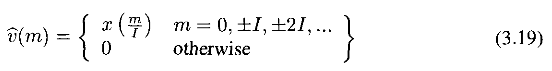 v̂(m) = { x (m/I) m = 0, ±I, ±2I, ... }
0 otherwise
(3.19)